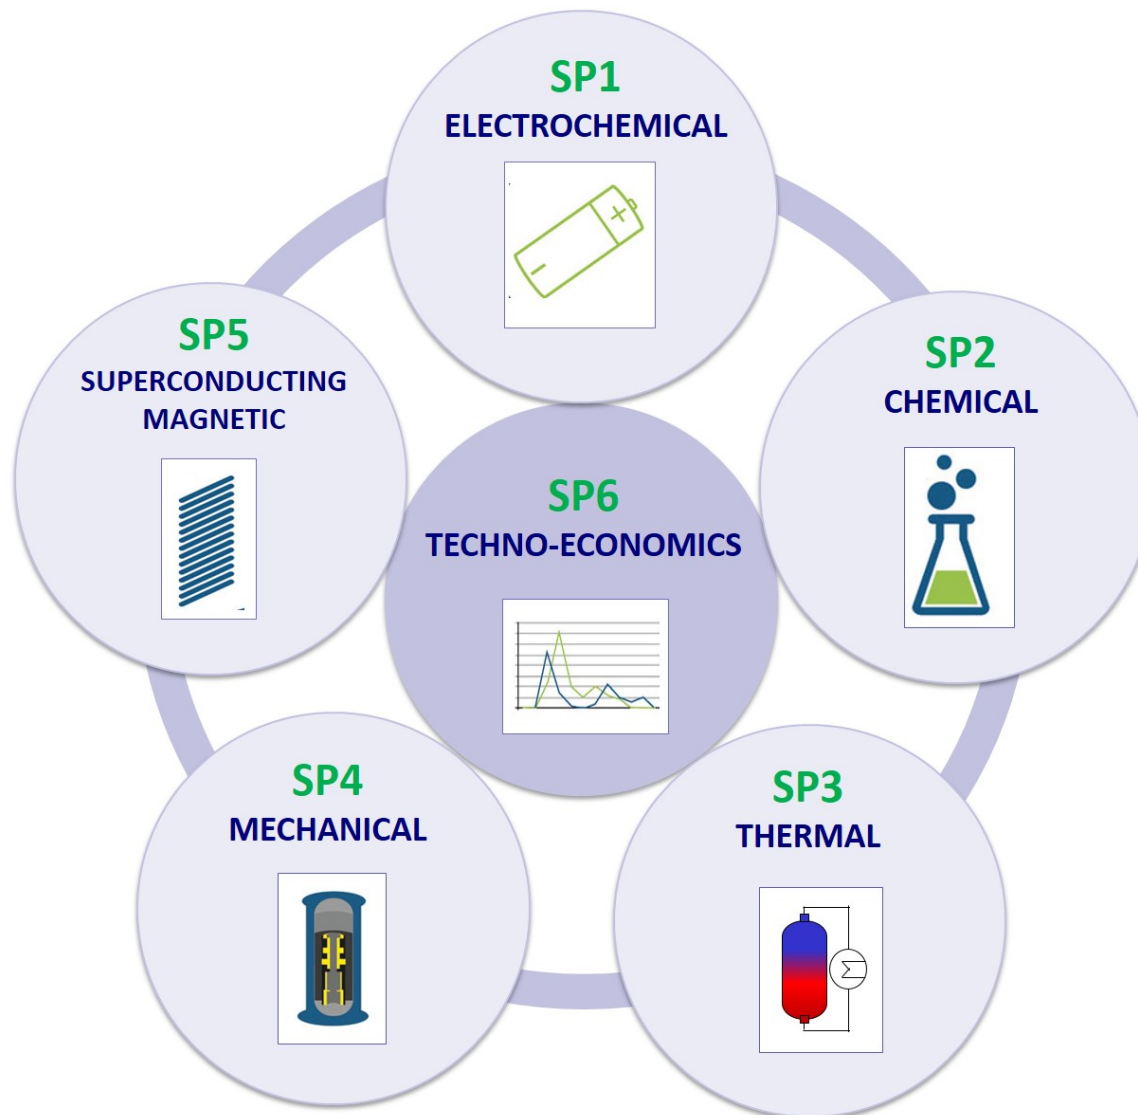 SP1
ELECTROCHEMICAL
SP2
CHEMICAL
SP3
THERMAL
SP4
MECHANICAL
SP5
SUPERCONDUCTING
MAGNETIC
SP6
TECHNO-ECONOMICS